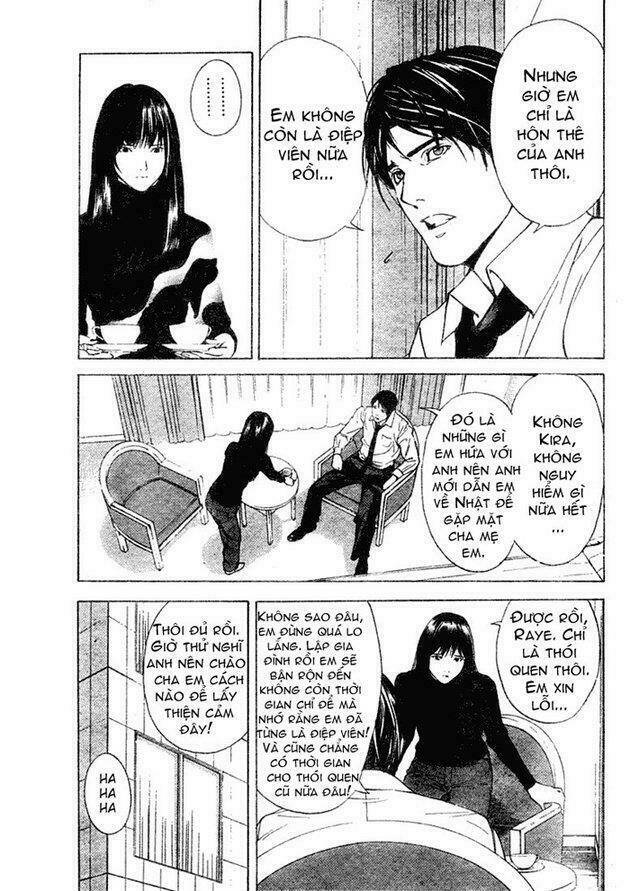 NHƯNG
GIỜ EM
CHỈ LÀ
HÔN THÊ
CỦA ANH
THÔI.
EM KHÔNG
CÒN LÀ ĐIỆP
VIÊN NỮA
RỒI...
......
KHÔNG
KIRA,
KHÔNG
NGUY
HIỂM GÌ
NỮA HẾT
...
ĐÓ LÀ
NHỮNG GÌ
EM HỨA VỚI
ANH NÊN ANH
MỚI DẪN EM
VỀ NHẬT ĐỂ
GẶP MẶT
CHA MẸ
EM.
ĐƯỢC RỒI,
RAYE. CHỈ
LÀ THÓI
QUEN THÔI.
EM XIN
LỖI...
KHÔNG SAO ĐÂU,
EM ĐỪNG QUÁ LO
LẮNG. LẬP GIA
ĐÌNH RỒI EM SẼ
BẬN RỘN ĐẾN
KHÔNG CÒN THỜI
GIAN CHỈ ĐỂ MÀ
NHỚ RẰNG EM ĐÃ
TỪNG LÀ ĐIỆP VIÊN!
VÀ CŨNG CHẲNG
CÓ THỜI GIAN
CHO THÓI QUEN
CŨ NỮA ĐÂU!
THÔI ĐỦ RỒI.
GIỜ THỬ NGHĨ
ANH NÊN CHÀO
CHA EM CÁCH
NÀO ĐỂ LẤY
THIỆN CẢM
ĐÂY!
HA
HA
HA